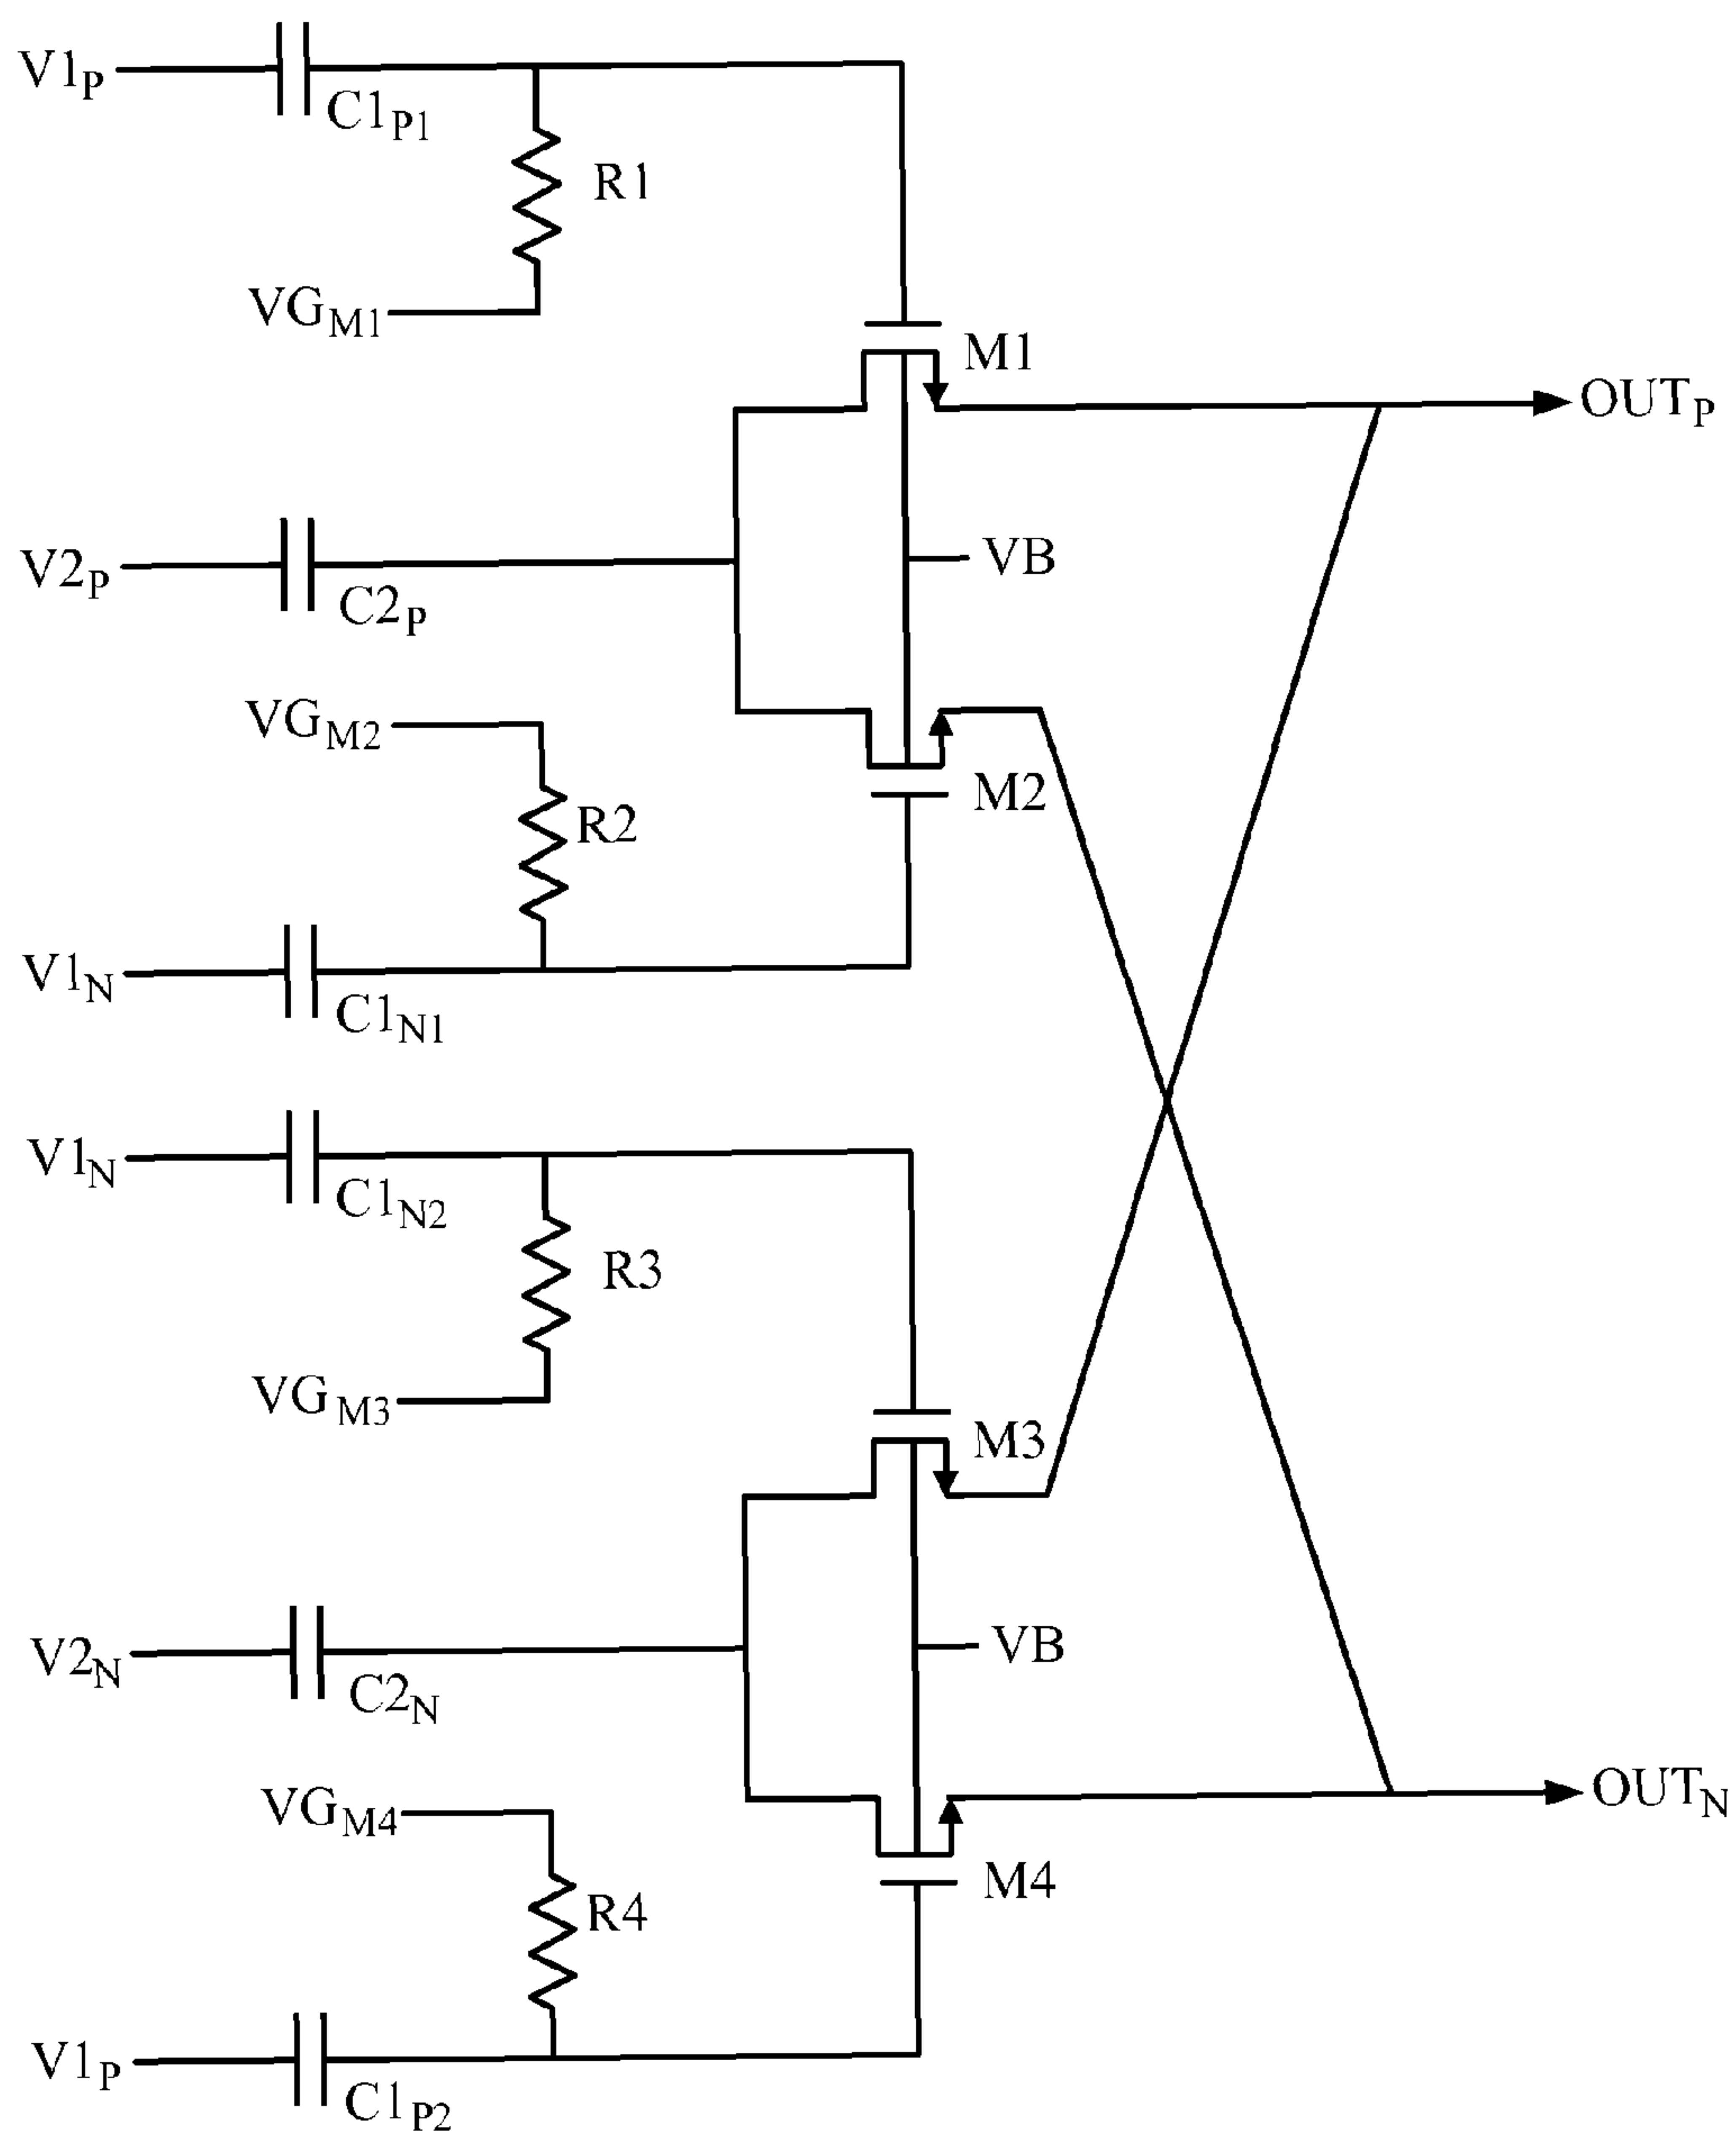 V1P
C1P1
R1
VGM1
M1
OUTP
V2P
C2P
VB
VGM2
R2
M2
V1N
C1N1
V1N
C1N2
R3
VGM3
M3
V2N
C2N
VB
VGM4
OUTN
M4
R4
V1P
C1P2